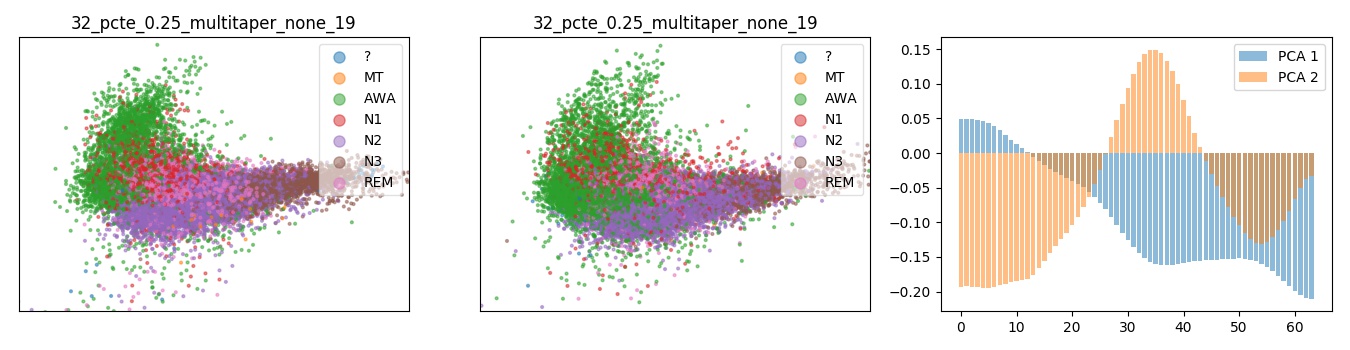 32_pcte_0.25_multitaper_none_19
?
MT
AWA
N1
N2
N3
REM
32_pcte_0.25_multitaper_none_19
?
MT
AWA
N1
N2
N3
REM
PCA 1
PCA 2
0.15
0.10
0.05
0.00
−0.05
−0.10
−0.15
−0.20
0 10 20 30 40 50 60